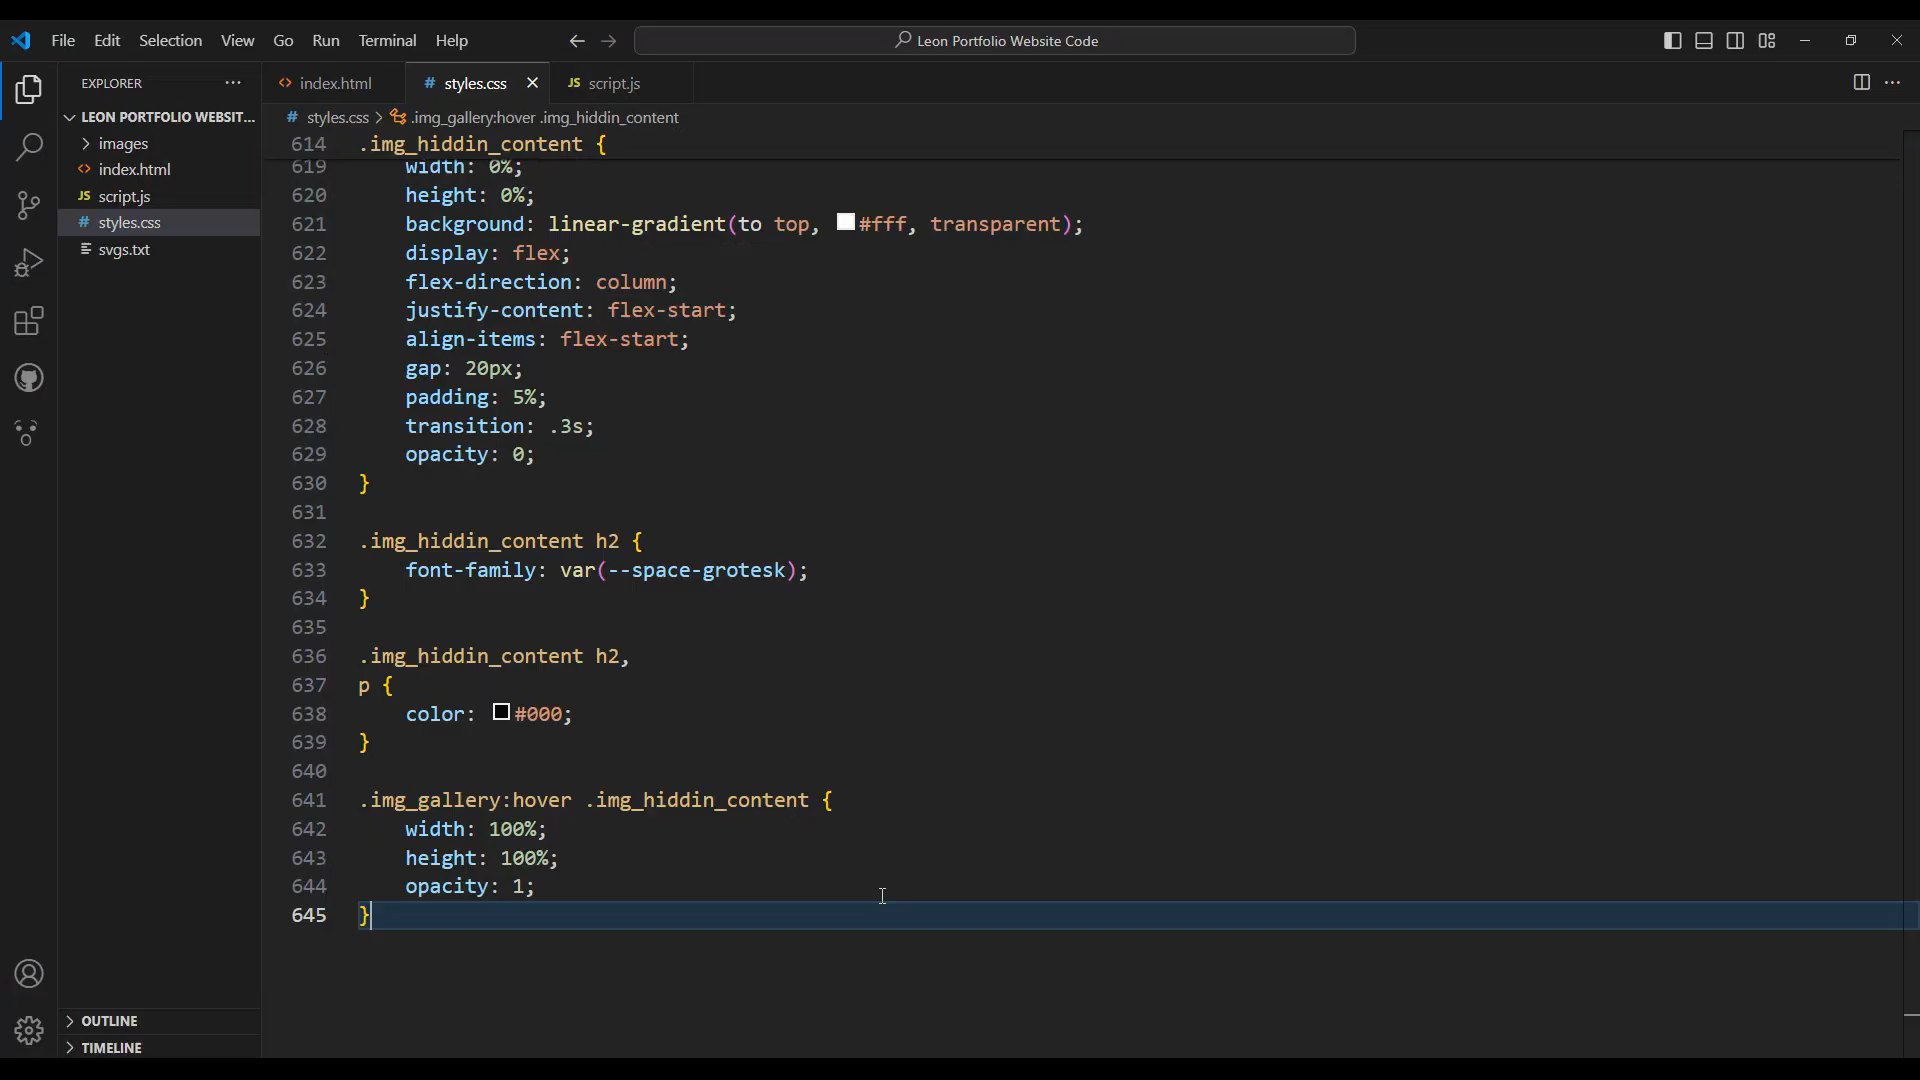 File Edit Selection View Go Run Terminal Help
Leon Portfolio Website Code
EXPLORER
index.html
# styles.css
JS script.js
LEON PORTFOLIO WEBSIT...
images
index.html
JS script.js
# styles.css
svgs.txt
OUTLINE
TIMELINE
# styles.css > .img_gallery:hover .img_hiddin_content
614 .img_hiddin_content {
619 width: 0%;
620 height: 0%;
621 background: linear-gradient(to top, #fff, transparent);
622 display: flex;
623 flex-direction: column;
624 justify-content: flex-start;
625 align-items: flex-start;
626 gap: 20px;
627 padding: 5%;
628 transition: .3s;
629 opacity: 0;
630 }
631
632 .img_hiddin_content h2 {
633 font-family: var(--space-grotesk);
634 }
635
636 .img_hiddin_content h2,
637 p {
638 color: #000;
639 }
640
641 .img_gallery:hover .img_hiddin_content {
642 width: 100%;
643 height: 100%;
644 opacity: 1;
645 }